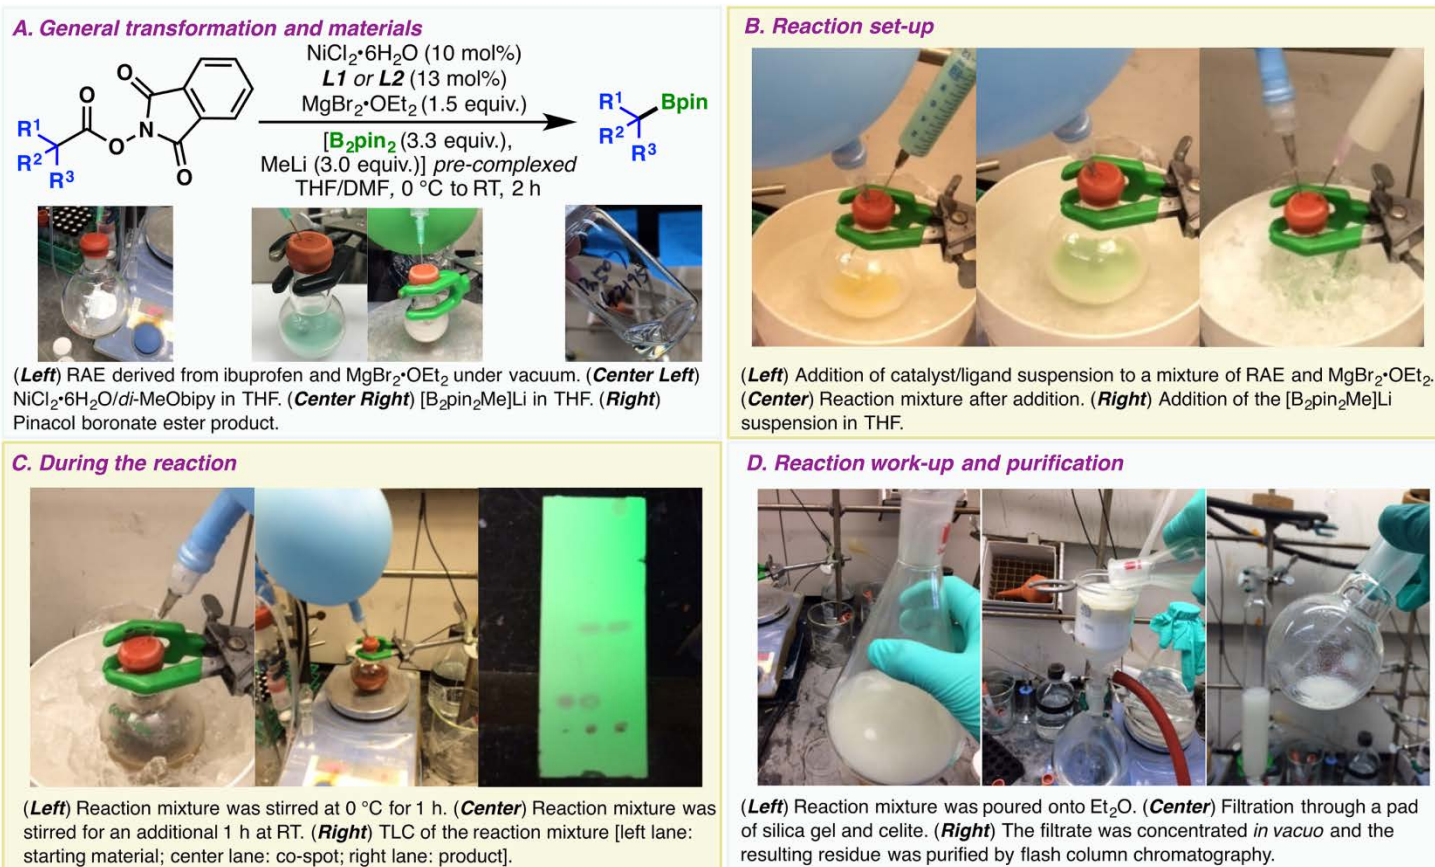 A. General transformation and materials
NiCl2•6H2O (10 mol%)
L1 or L2 (13 mol%)
MgBr2•OEt2 (1.5 equiv.)
[B2pin2 (3.3 equiv.),
MeLi (3.0 equiv.)] pre-complexed
THF/DMF, 0 °C to RT, 2 h
R1
R2
R3
O
O
N
O
O
R1
Bpin
R2
R3
(Left) RAE derived from ibuprofen and MgBr2•OEt2 under vacuum. (Center Left)
NiCl2•6H2O/di-MeObipy in THF. (Center Right) [B2pin2Me]Li in THF. (Right)
Pinacol boronate ester product.
B. Reaction set-up
(Left) Addition of catalyst/ligand suspension to a mixture of RAE and MgBr2•OEt2.
(Center) Reaction mixture after addition. (Right) Addition of the [B2pin2Me]Li
suspension in THF.
C. During the reaction
(Left) Reaction mixture was stirred at 0 °C for 1 h. (Center) Reaction mixture was
stirred for an additional 1 h at RT. (Right) TLC of the reaction mixture [left lane:
starting material; center lane: co-spot; right lane: product].
D. Reaction work-up and purification
(Left) Reaction mixture was poured onto Et2O. (Center) Filtration through a pad
of silica gel and celite. (Right) The filtrate was concentrated in vacuo and the
resulting residue was purified by flash column chromatography.